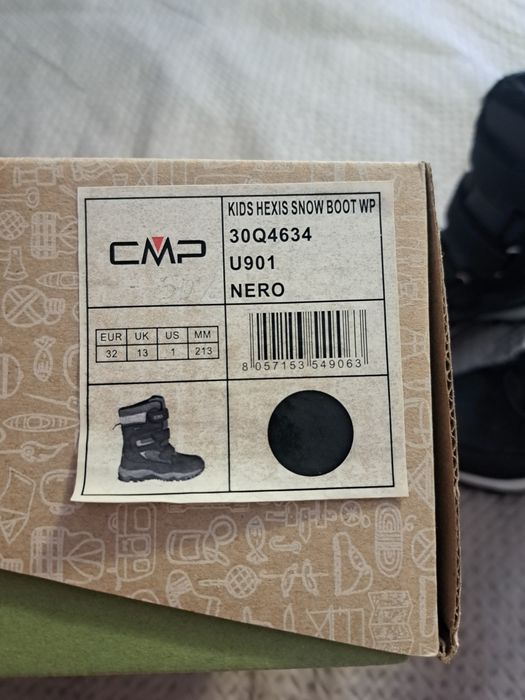 KIDS HEXIS SNOW BOOT WP
CMP
30Q4634
U901
NERO
EUR UK US MM
32 13 1 213
8 057153 549063